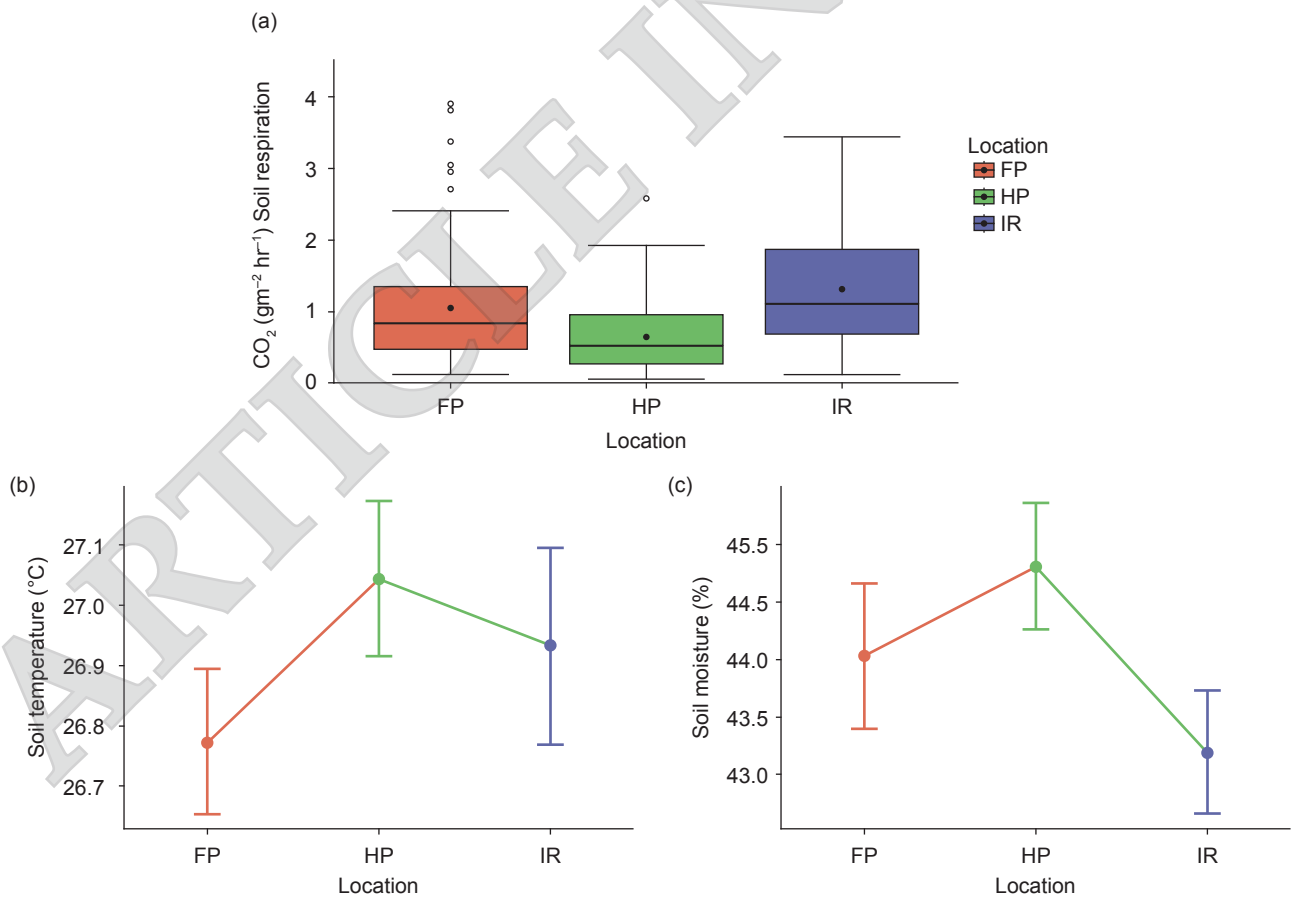 (a)
CO₂ (gm⁻² hr⁻¹) Soil respiration
4
3
2
1
0
FP
HP
IR
Location
Location
FP
HP
IR
(b)
Soil temperature (°C)
27.1
27.0
26.9
26.8
26.7
FP
HP
IR
Location
(c)
Soil moisture (%)
45.5
44.5
44.0
43.5
43.0
FP
HP
IR
Location
ARTICLE IN